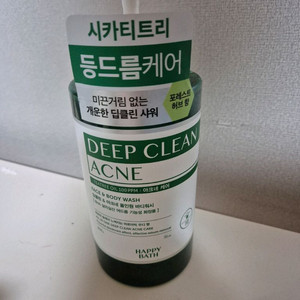 시카티트리
등드름케어
미끈거림 없는
개운한 딥클린 샤워
포레스트
허브 향
DEEP CLEAN
ACNE
FACE & BODY WASH
HAPPY
BATH